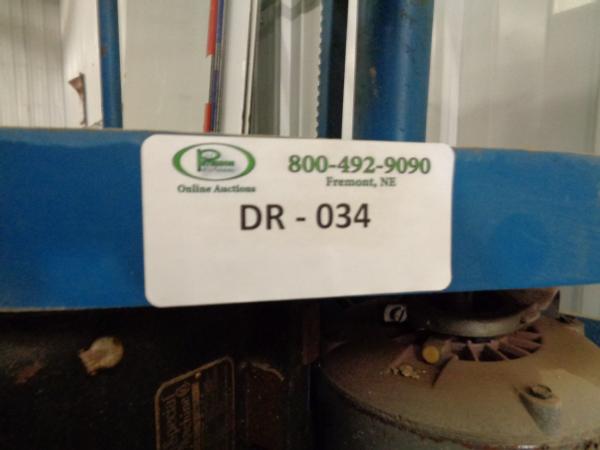 Online Auctions
800-492-9090
Fremont, NE
DR - 034